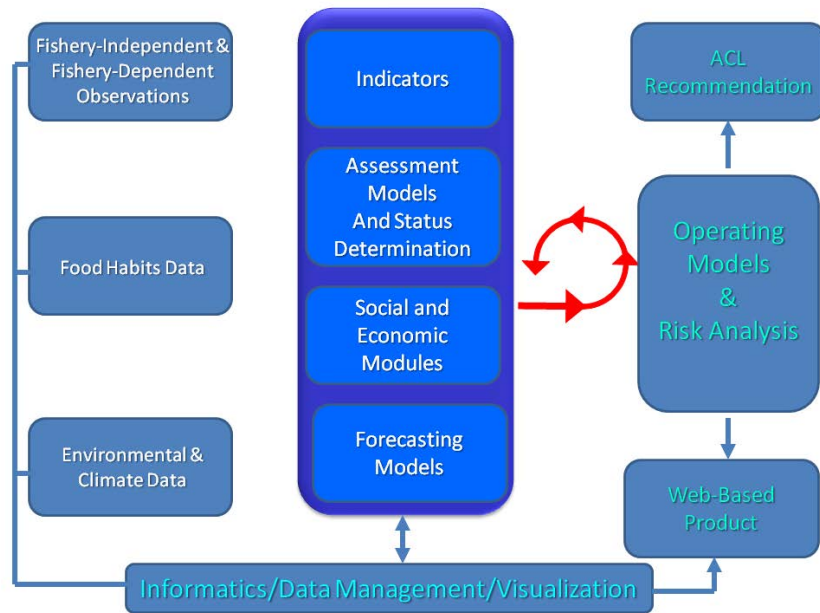 Fishery-Independent &
Fishery-Dependent
Observations
Food Habits Data
Environmental &
Climate Data
Indicators
Assessment
Models
And Status
Determination
Social and
Economic
Modules
Forecasting
Models
ACL
Recommendation
Operating
Models
&
Risk Analysis
Web-Based
Product
Informatics/Data Management/Visualization